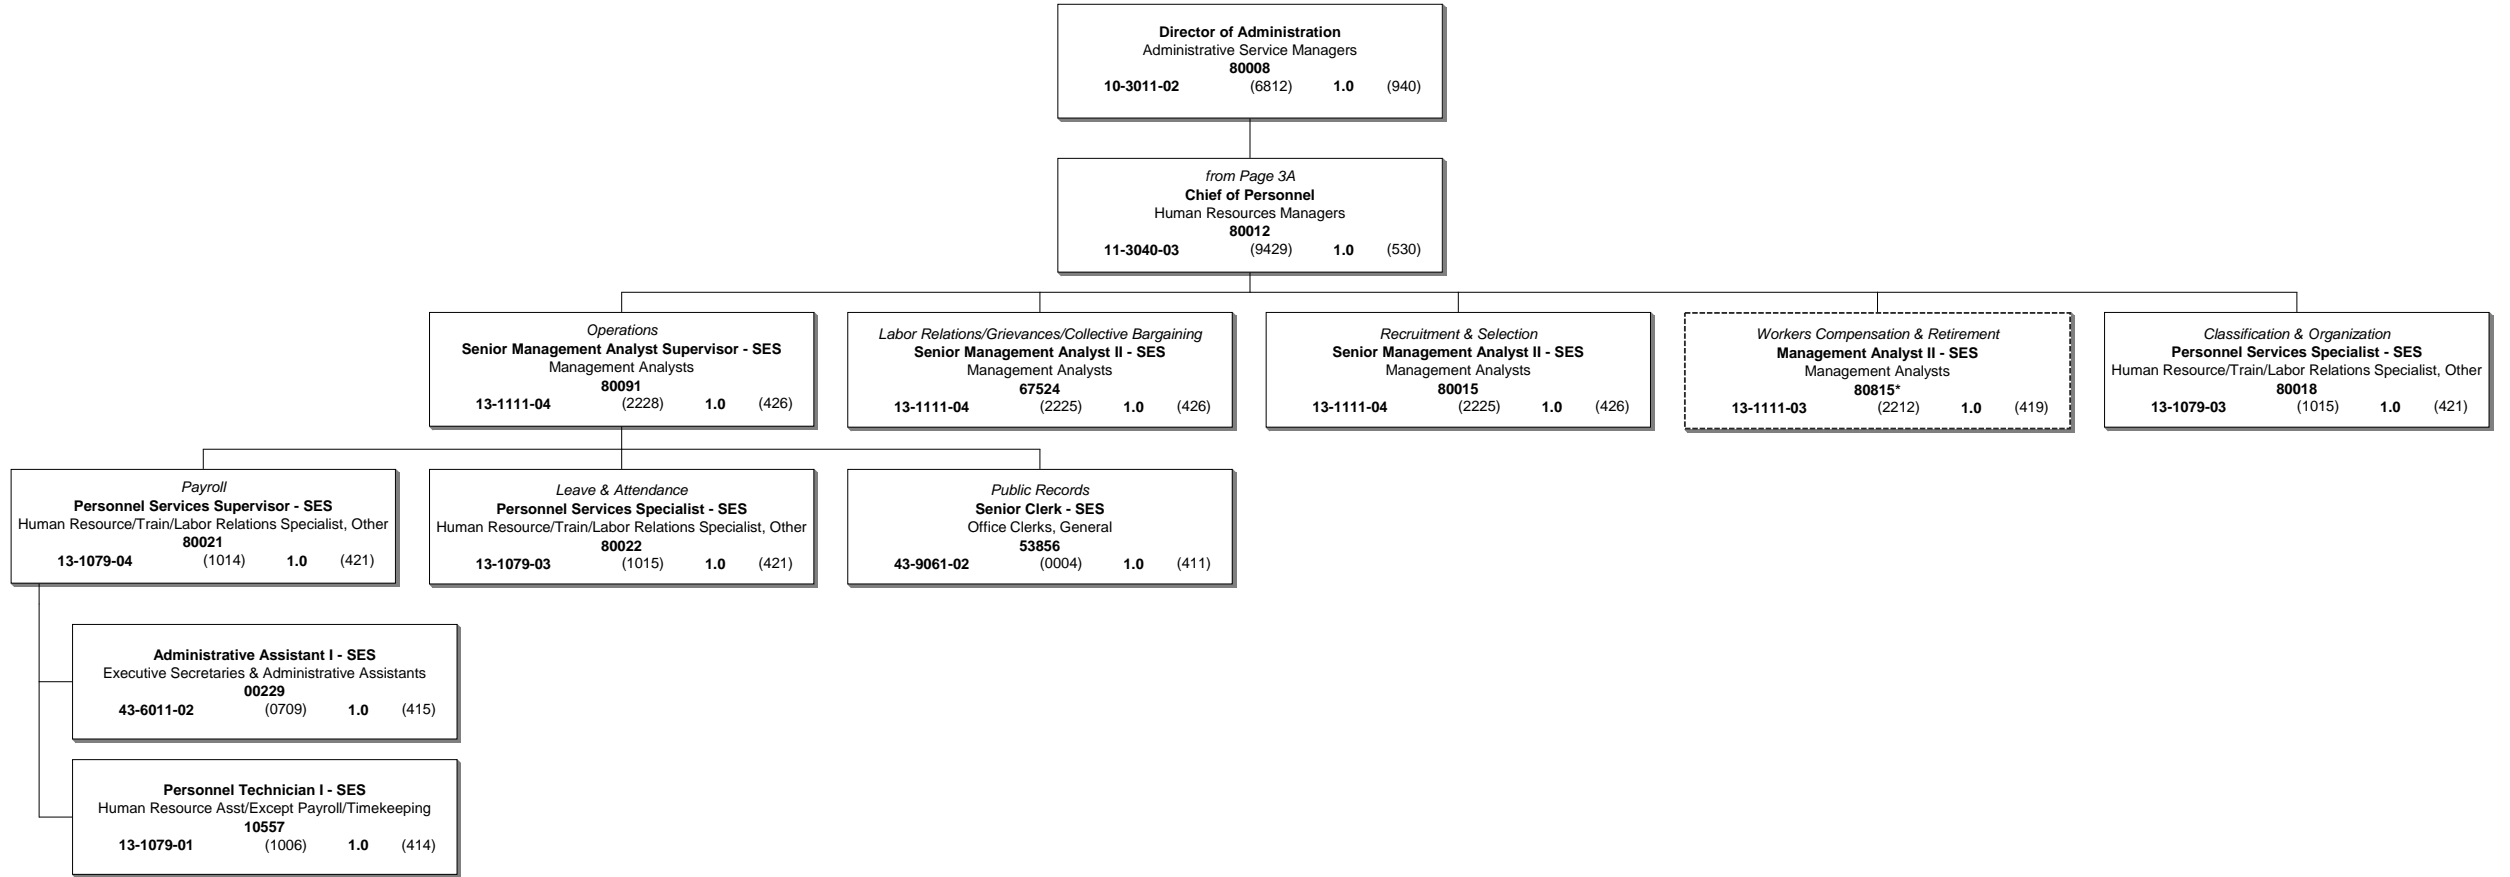 Director of Administration
Administrative Service Managers
80008
10-3011-02 (6812) 1.0 (940)
from Page 3A
Chief of Personnel
Human Resources Managers
80012
11-3040-03 (9429) 1.0 (530)
Operations
Senior Management Analyst Supervisor - SES
Management Analysts
80091
13-1111-04 (2228) 1.0 (426)
Labor Relations/Grievances/Collective Bargaining
Senior Management Analyst II - SES
Management Analysts
67524
13-1111-04 (2225) 1.0 (426)
Recruitment & Selection
Senior Management Analyst II - SES
Management Analysts
80015
13-1111-04 (2225) 1.0 (426)
Workers Compensation & Retirement
Management Analyst II - SES
Management Analysts
80815*
13-1111-03 (2212) 1.0 (419)
Classification & Organization
Personnel Services Specialist - SES
Human Resource/Train/Labor Relations Specialist, Other
80018
13-1079-03 (1015) 1.0 (421)
Payroll
Personnel Services Supervisor - SES
Human Resource/Train/Labor Relations Specialist, Other
80021
13-1079-04 (1014) 1.0 (421)
Leave & Attendance
Personnel Services Specialist - SES
Human Resource/Train/Labor Relations Specialist, Other
80022
13-1079-03 (1015) 1.0 (421)
Public Records
Senior Clerk - SES
Office Clerks, General
53856
43-9061-02 (0004) 1.0 (411)
Administrative Assistant I - SES
Executive Secretaries & Administrative Assistants
00229
43-6011-02 (0709) 1.0 (415)
Personnel Technician I - SES
Human Resource Asst/Except Payroll/Timekeeping
10557
13-1079-01 (1006) 1.0 (414)